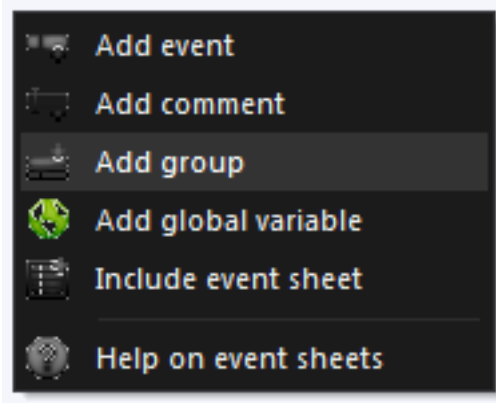 Add event
Add comment
Add group
Add global variable
Include event sheet
Help on event sheets